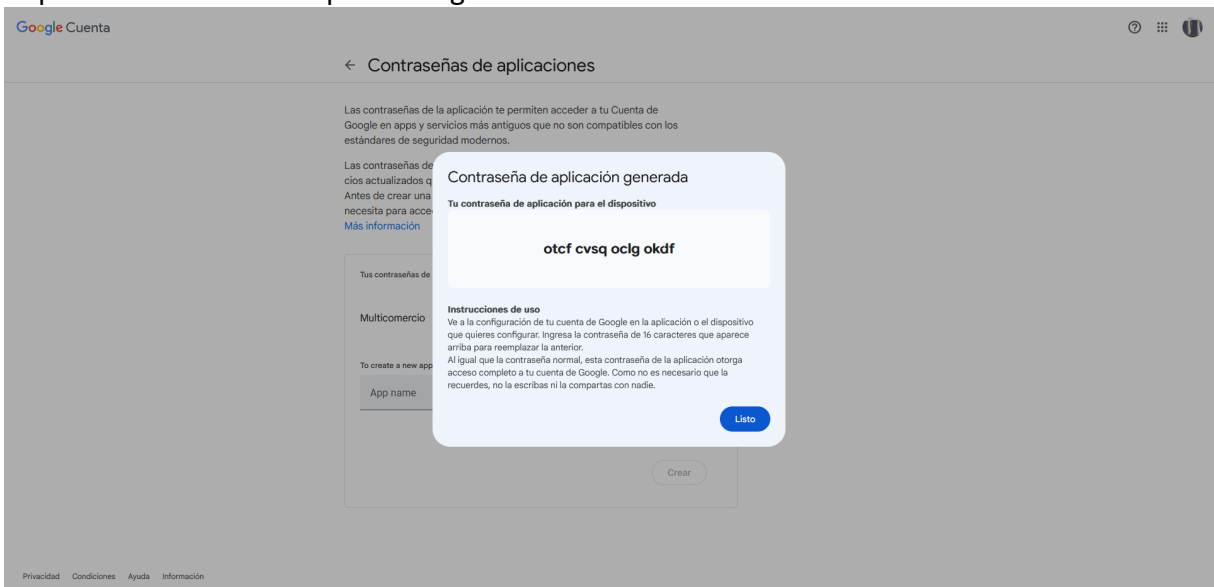 Google Cuenta
Contraseñas de aplicaciones
Las contraseñas de la aplicación te permiten acceder a tu Cuenta de
Google en apps y servicios más antiguos que no son compatibles con los
estándares de seguridad modernos.
Las contraseñas de
cios actualizados q
Antes de crear una
necesita para acce
Más información
Tus contraseñas de
Multicomercio
To create a new app
App name
Crear
Contraseña de aplicación generada
Tu contraseña de aplicación para el dispositivo
otcf cvsq oclg okdf
Instrucciones de uso
Ve a la configuración de tu cuenta de Google en la aplicación o el dispositivo
que quieres configurar. Ingresa la contraseña de 16 caracteres que aparece
arriba para reemplazar la anterior.
Al igual que la contraseña normal, esta contraseña de la aplicación otorga
acceso completo a tu cuenta de Google. Como no es necesario que la
recuerdes, no la escribas ni la compartas con nadie.
Listo
Privacidad Condiciones Ayuda Información